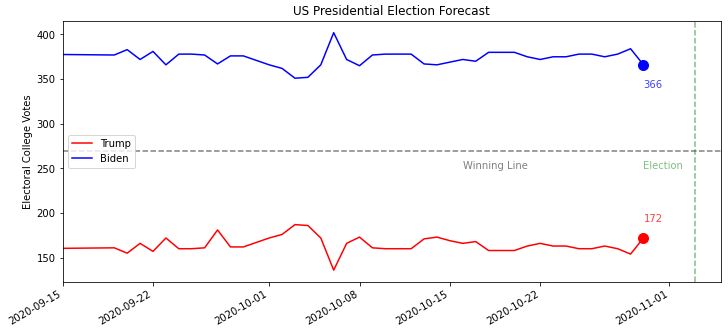 US Presidential Election Forecast
Electoral College Votes
400
350
300
250
200
150
Trump
Biden
366
Winning Line
Election
172
2020-09-15
2020-09-22
2020-10-01
2020-10-08
2020-10-15
2020-10-22
2020-11-01